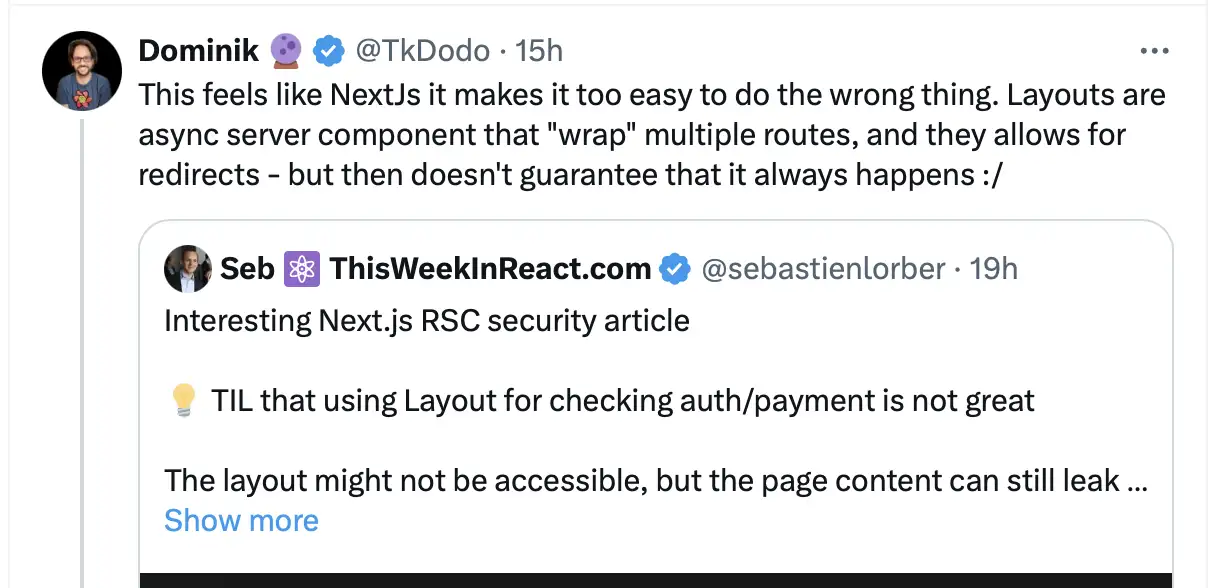 Dominik 🔮 @TkDodo · 15h
This feels like NextJs it makes it too easy to do the wrong thing. Layouts are
async server component that "wrap" multiple routes, and they allows for
redirects - but then doesn't guarantee that it always happens :/
Seb ⚛️ ThisWeekInReact.com @sebastienlorber · 19h
Interesting Next.js RSC security article
💡 TIL that using Layout for checking auth/payment is not great
The layout might not be accessible, but the page content can still leak ...
Show more